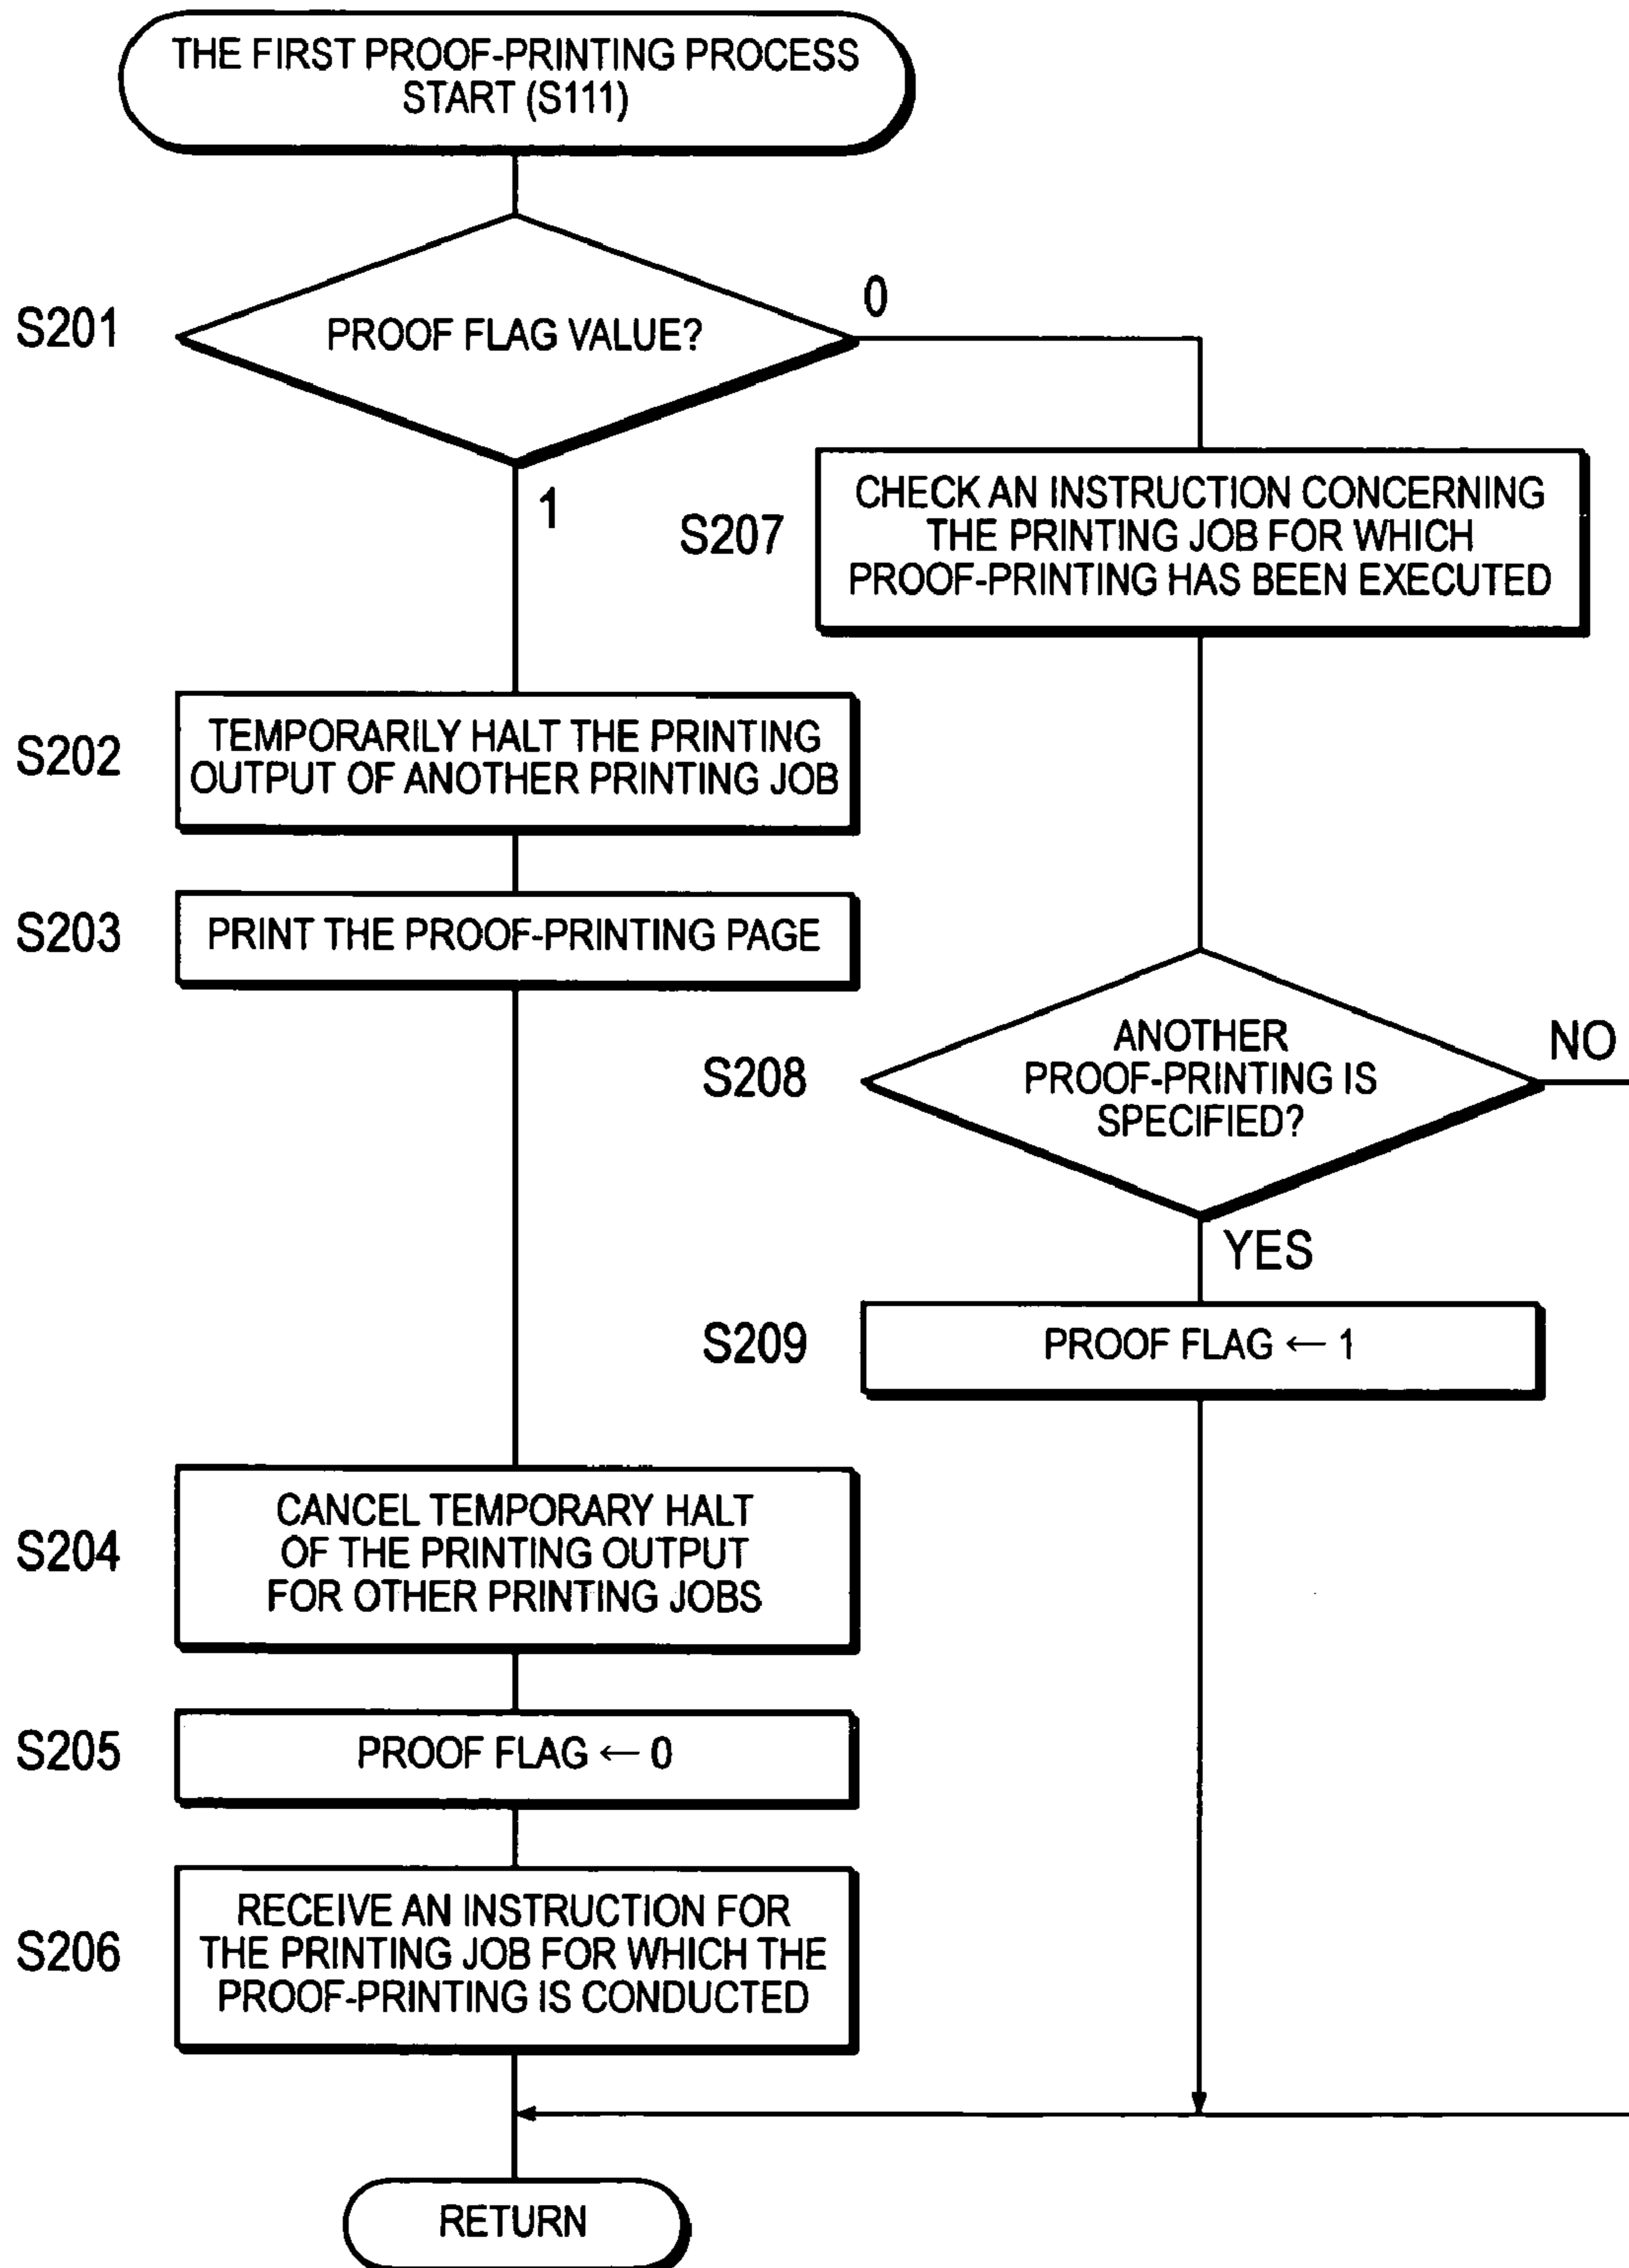 THE FIRST PROOF-PRINTING PROCESS
START (S111)
S201
PROOF FLAG VALUE?
0
1
S207
CHECK AN INSTRUCTION CONCERNING
THE PRINTING JOB FOR WHICH
PROOF-PRINTING HAS BEEN EXECUTED
S202
TEMPORARILY HALT THE PRINTING
OUTPUT OF ANOTHER PRINTING JOB
S203
PRINT THE PROOF-PRINTING PAGE
S208
ANOTHER
PROOF-PRINTING IS
SPECIFIED?
NO
YES
S209
PROOF FLAG ← 1
S204
CANCEL TEMPORARY HALT
OF THE PRINTING OUTPUT
FOR OTHER PRINTING JOBS
S205
PROOF FLAG ← 0
S206
RECEIVE AN INSTRUCTION FOR
THE PRINTING JOB FOR WHICH THE
PROOF-PRINTING IS CONDUCTED
RETURN